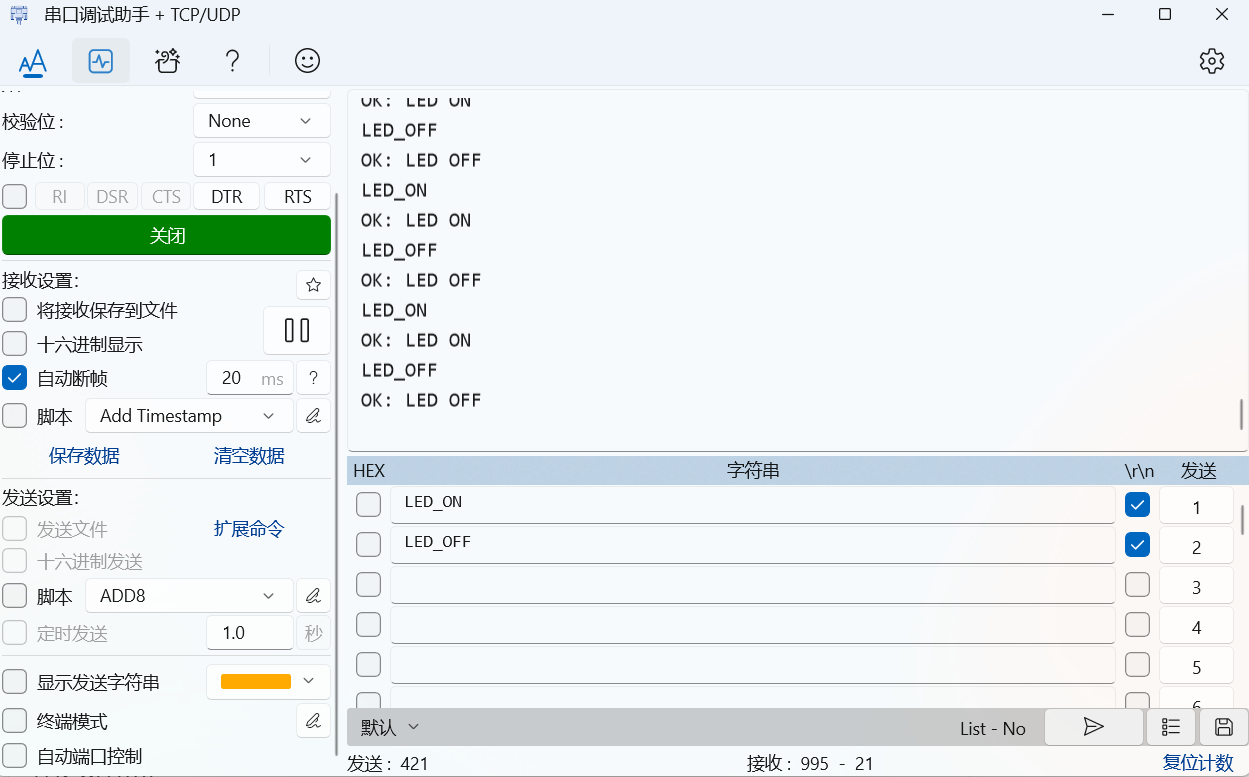 串口调试助手 + TCP/UDP
校验位 :
None
停止位 :
1
RI
DSR
CTS
DTR
RTS
关闭
接收设置:
将接收保存到文件
十六进制显示
自动断帧
20 ms
?
脚本
Add Timestamp
保存数据
清空数据
发送设置:
发送文件
扩展命令
十六进制发送
脚本
ADD8
定时发送
1.0
秒
显示发送字符串
终端模式
自动端口控制
OK: LED ON
LED_OFF
OK: LED OFF
LED_ON
OK: LED ON
LED_OFF
OK: LED OFF
LED_ON
OK: LED ON
LED_OFF
OK: LED OFF
HEX 字符串 \r\n 发送
LED_ON 1
LED_OFF 2
3
4
5
6
默认
List - No
发送 : 421
接收 : 995 - 21
复位计数